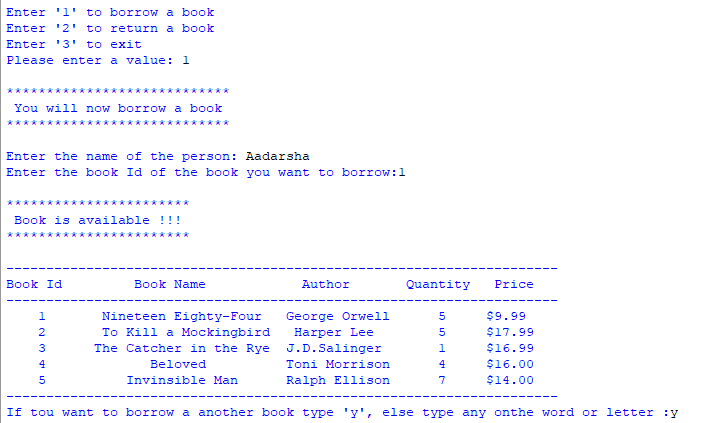 Enter '1' to borrow a book
Enter '2' to return a book
Enter '3' to exit
Please enter a value: 1
****************************
You will now borrow a book
****************************
Enter the name of the person: Aadarsha
Enter the book Id of the book you want to borrow:1
***********************
Book is available !!!
***********************
---------------------------------------------------------------------
Book Id Book Name Author Quantity Price
---------------------------------------------------------------------
1 Nineteen Eighty-Four George Orwell 5 $9.99
2 To Kill a Mockingbird Harper Lee 5 $17.99
3 The Catcher in the Rye J.D.Salinger 1 $16.99
4 Beloved Toni Morrison 4 $16.00
5 Invinsible Man Ralph Ellison 7 $14.00
---------------------------------------------------------------------
If tou want to borrow a another book type 'y', else type any onthe word or letter :y